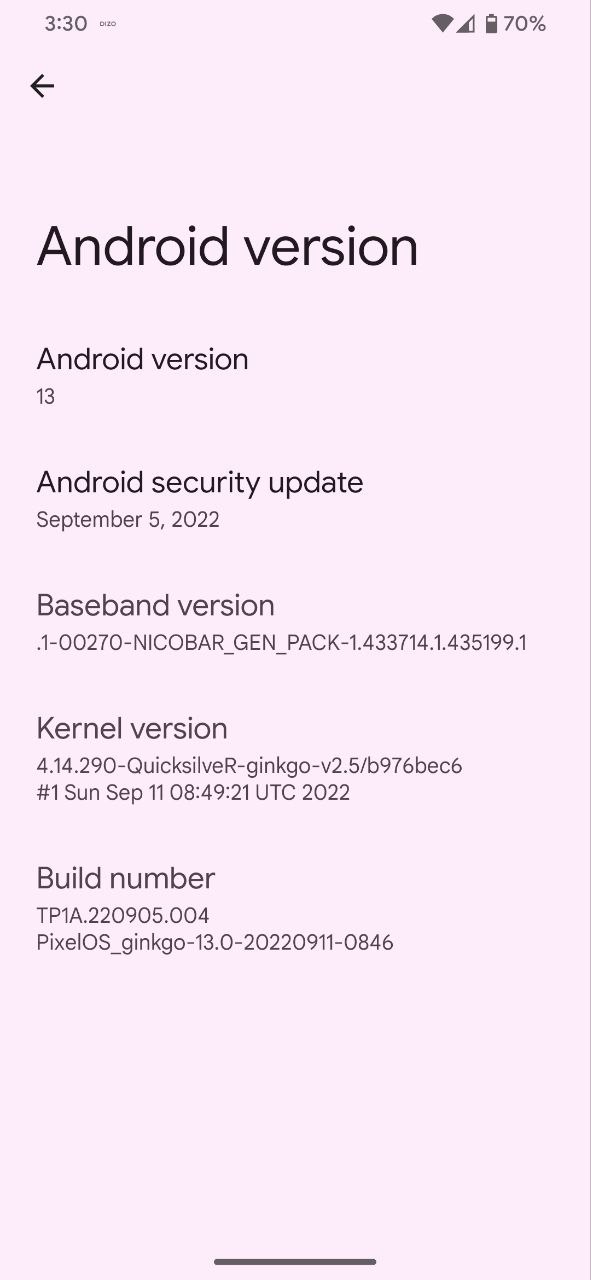 3:30 DIZO 70%
Android version
Android version
13
Android security update
September 5, 2022
Baseband version
.1-00270-NICOBAR_GEN_PACK-1.433714.1.435199.1
Kernel version
4.14.290-QuicksilveR-ginkgo-v2.5/b976bec6
#1 Sun Sep 11 08:49:21 UTC 2022
Build number
TP1A.220905.004
PixelOS_ginkgo-13.0-20220911-0846